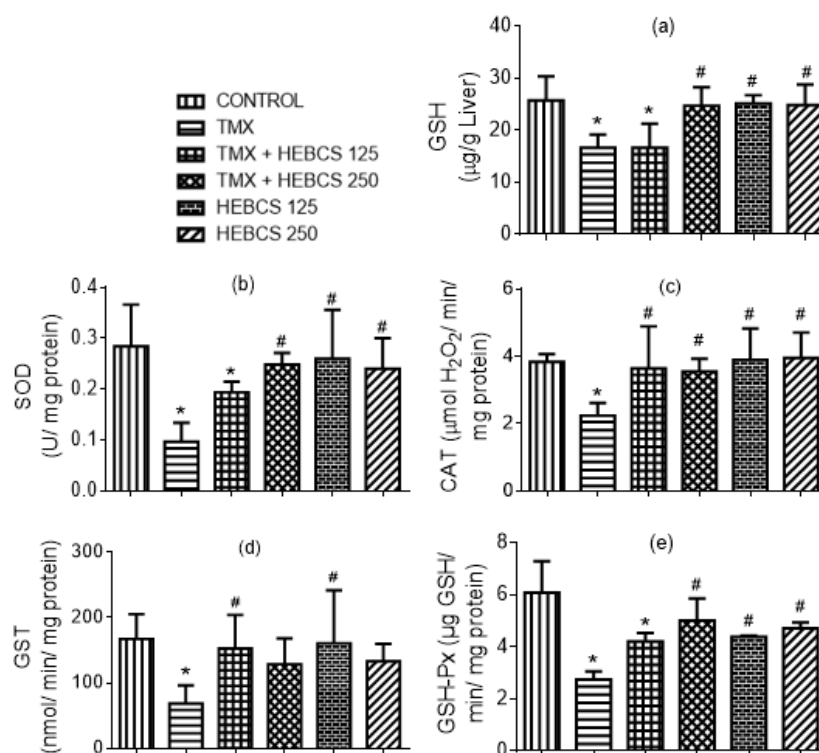 CONTROL
TMX
TMX + HEBCS 125
TMX + HEBCS 250
HEBCS 125
HEBCS 250
(a)
GSH
(µg/g Liver)
40
30
20
10
0
* * # # #
(b)
SOD
(U/ mg protein)
0.4
0.3
0.2
0.1
0.0
* * # # #
(c)
CAT (µmol H₂O₂/ min/
mg protein)
6
4
2
0
* # # # #
(d)
GST
(nmol/ min/ mg protein)
300
200
100
0
* # #
(e)
GSH-Px (µg GSH/
min/ mg protein)
8
6
4
2
0
* * # # #